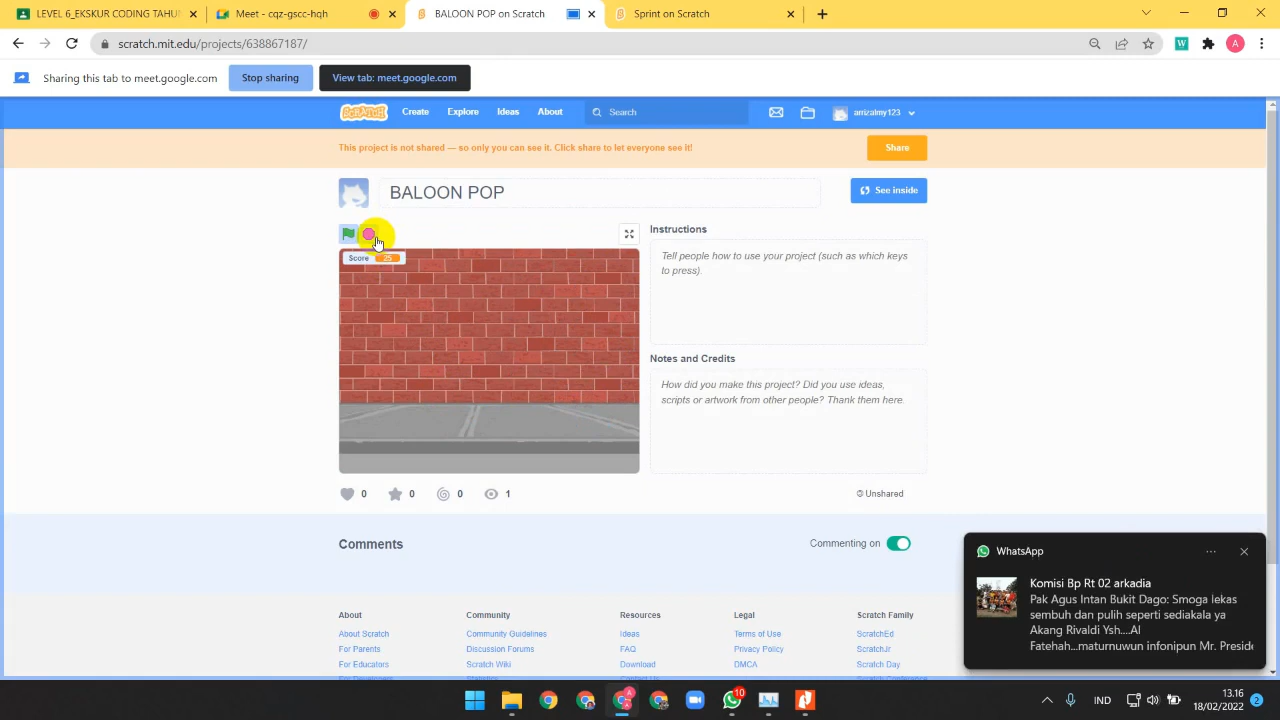 LEVEL_EKSKUR CODING TAHU
Meet - cqz-gscc-hqh
BALOON POP on Scratch
Sprint on Scratch
scratch.mit.edu/projects/638867187/
W
A
Sharing this tab to meet.google.com
Stop sharing
View tab: meet.google.com
SCRATCH
Create
Explore
Ideas
About
Search
arrizalmy123
This project is not shared — so only you can see it. Click share to let everyone see it!
Share
BALOON POP
See inside
Score 25
Instructions
Tell people how to use your project (such as which keys
to press).
Notes and Credits
How did you make this project? Did you use ideas,
scripts or artwork from other people? Thank them here.
0
0
0
1
© Unshared
Comments
Commenting on
WhatsApp
Komisi Bp Rt 02 arkadia
Pak Agus Intan Bukit Dago: Smoga lekas
sembuh dan pulih seperti sediakala ya
Akang Rivaldi Ysh....Al
Fatehah...maturnuwun infonipun Mr. Preside
About
Community
Resources
Legal
Scratch Family
About Scratch
Community Guidelines
Ideas
Terms of Use
ScratchEd
For Parents
Discussion Forums
FAQ
Privacy Policy
ScratchJr
For Educators
Scratch Wiki
Download
DMCA
Scratch Day
10
IND
13.16
18/02/2022
2